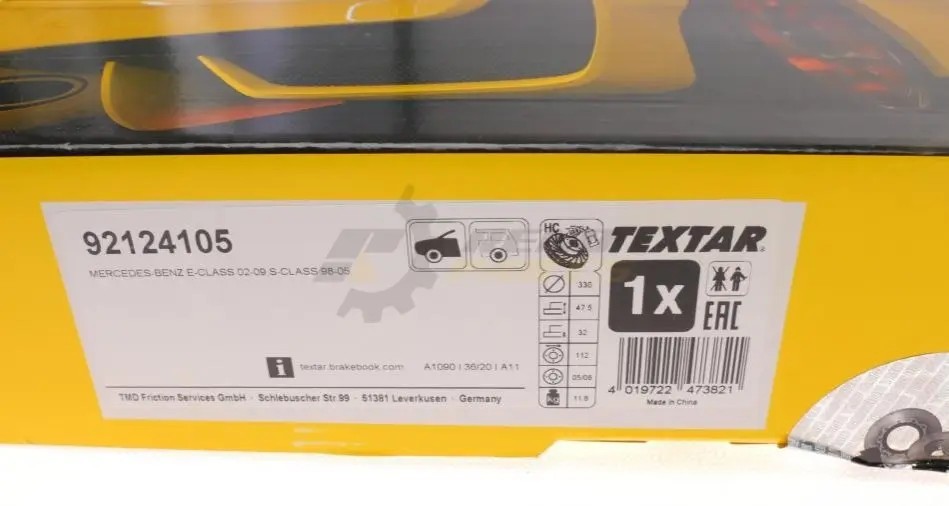 92124105
MERCEDES-BENZ E-CLASS 02-09 S-CLASS 98-05
HC
TEXTAR®
330
47.5
32
112
05/06
kg 11.8
1x
EAC
i textar.brakebook.com A1090 | 36/20 | A11
TMD Friction Services GmbH · Schlebuscher Str.99 · 51381 Leverkusen · Germany
4 019722 473821
Made in China